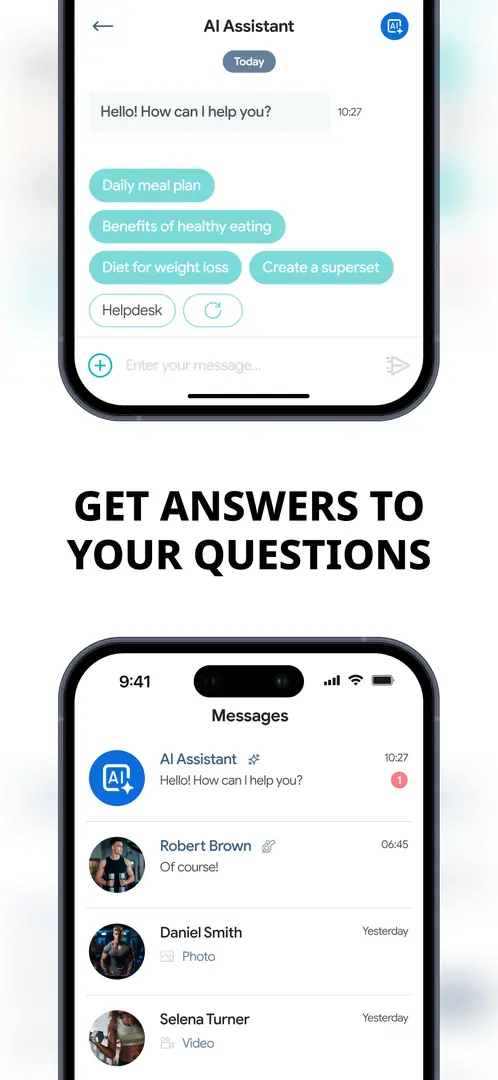 AI Assistant
AI
Today
Hello! How can I help you?
10:27
Daily meal plan
Benefits of healthy eating
Diet for weight loss
Create a superset
Helpdesk
Enter your message...
GET ANSWERS TO
YOUR QUESTIONS
9:41
Messages
AI
AI Assistant
10:27
Hello! How can I help you?
1
Robert Brown
06:45
Of course!
Daniel Smith
Yesterday
Photo
Selena Turner
Yesterday
Video